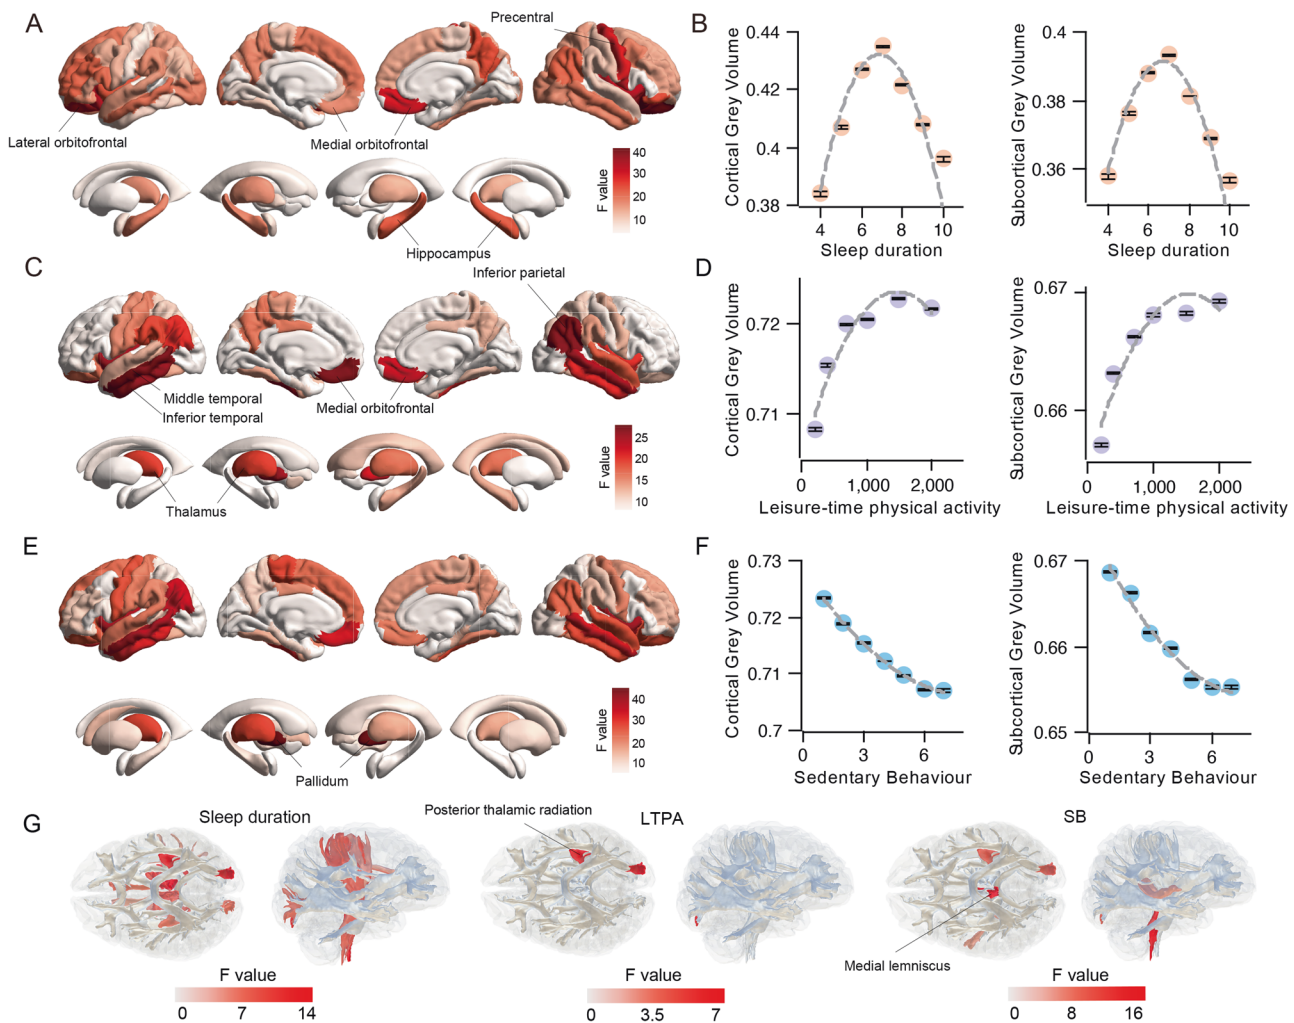 A
Precentral
Lateral orbitofrontal
Medial orbitofrontal
Hippocampus
F value
40
30
20
10
B
Cortical Grey Volume
0.44
0.42
0.4
0.38
4 6 8 10
Sleep duration
Subcortical Grey Volume
0.4
0.38
0.36
4 6 8 10
Sleep duration
C
Inferior parietal
Middle temporal
Inferior temporal
Medial orbitofrontal
Thalamus
F value
25
20
15
10
D
Cortical Grey Volume
0.72
0.71
0 1,000 2,000
Leisure-time physical activity
Subcortical Grey Volume
0.67
0.66
0 1,000 2,000
Leisure-time physical activity
E
Pallidum
F value
40
30
20
10
F
Cortical Grey Volume
0.73
0.72
0.71
0.7
0 3 6
Sedentary Behaviour
Subcortical Grey Volume
0.67
0.66
0.65
0 3 6
Sedentary Behaviour
G
Sleep duration
F value
0 7 14
Posterior thalamic radiation
LTPA
F value
0 3.5 7
SB
Medial lemniscus
F value
0 8 16